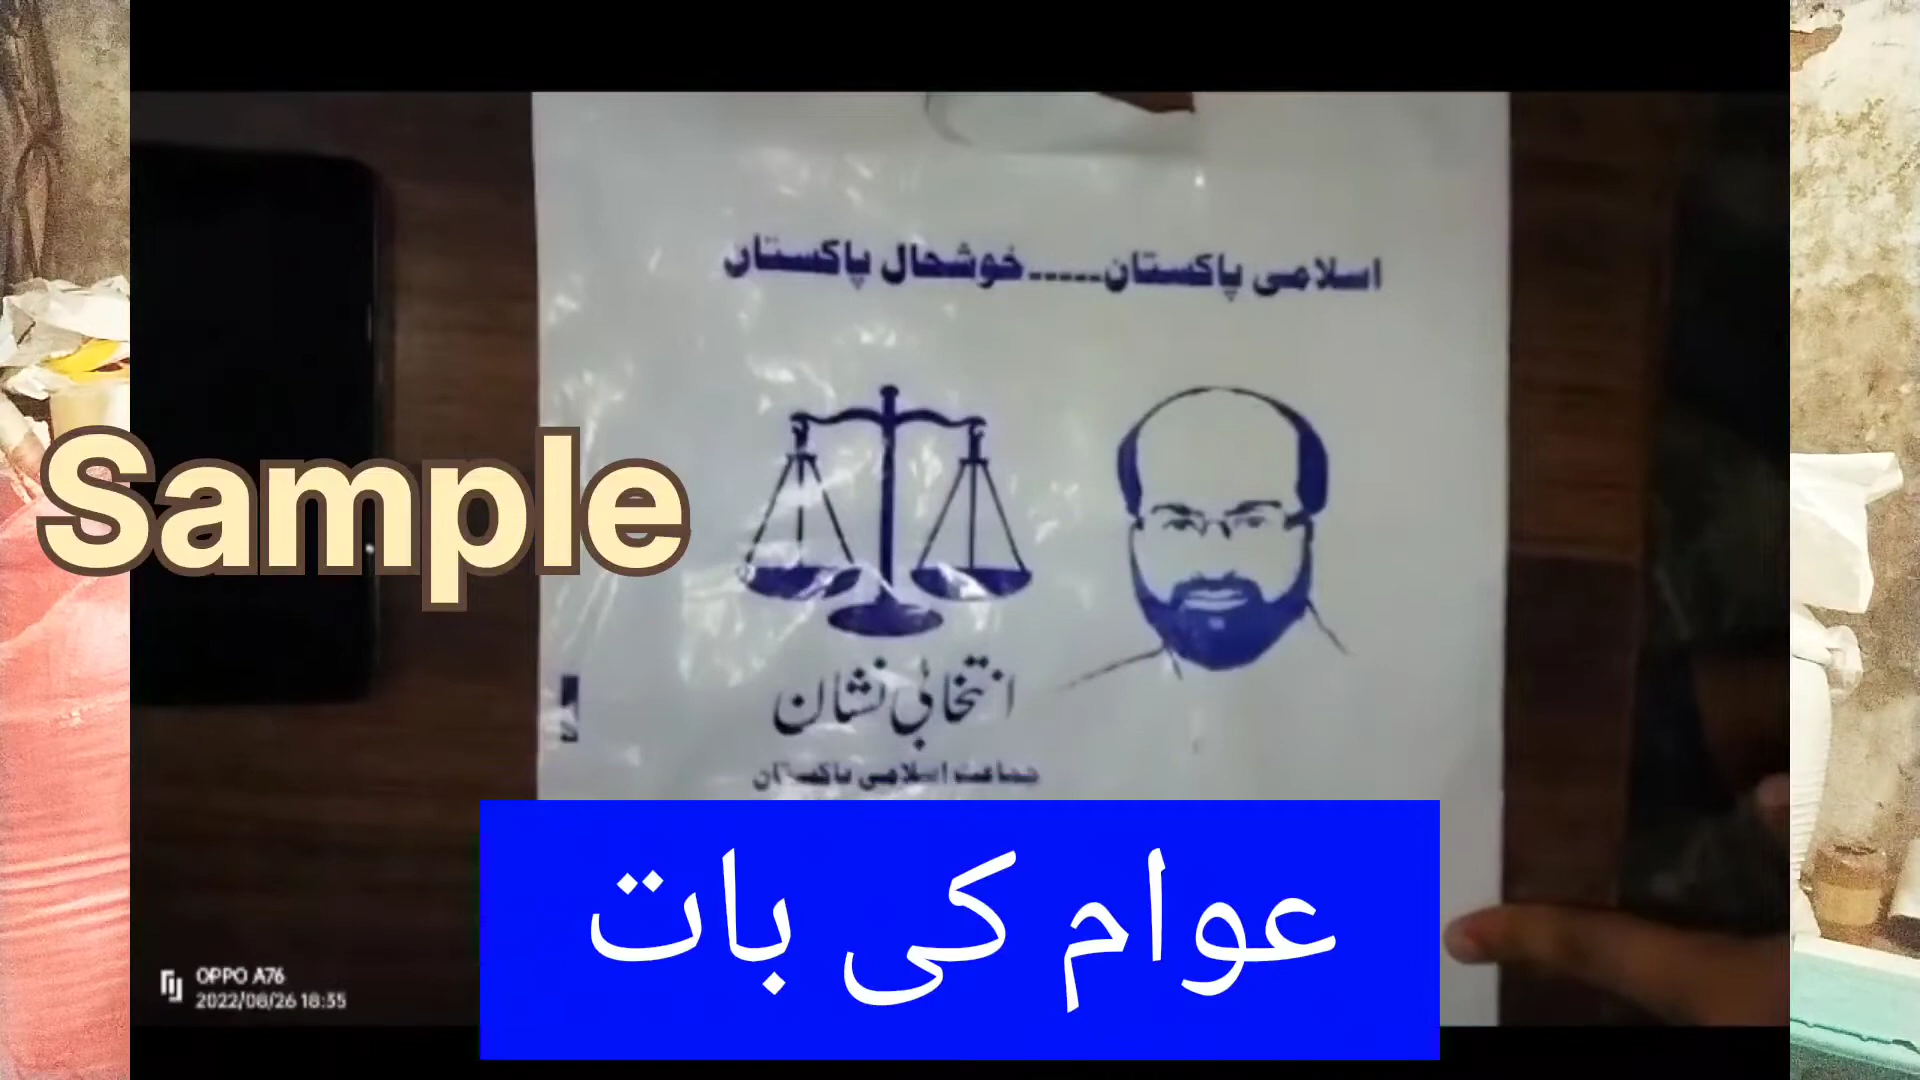 اسلامی پاکستان-----خوشحال پاکستان
Sample
انتخابی نشان
جماعت اسلامی پاکستان
عوام کی بات
OPPO A76
2022/08/26 18:35